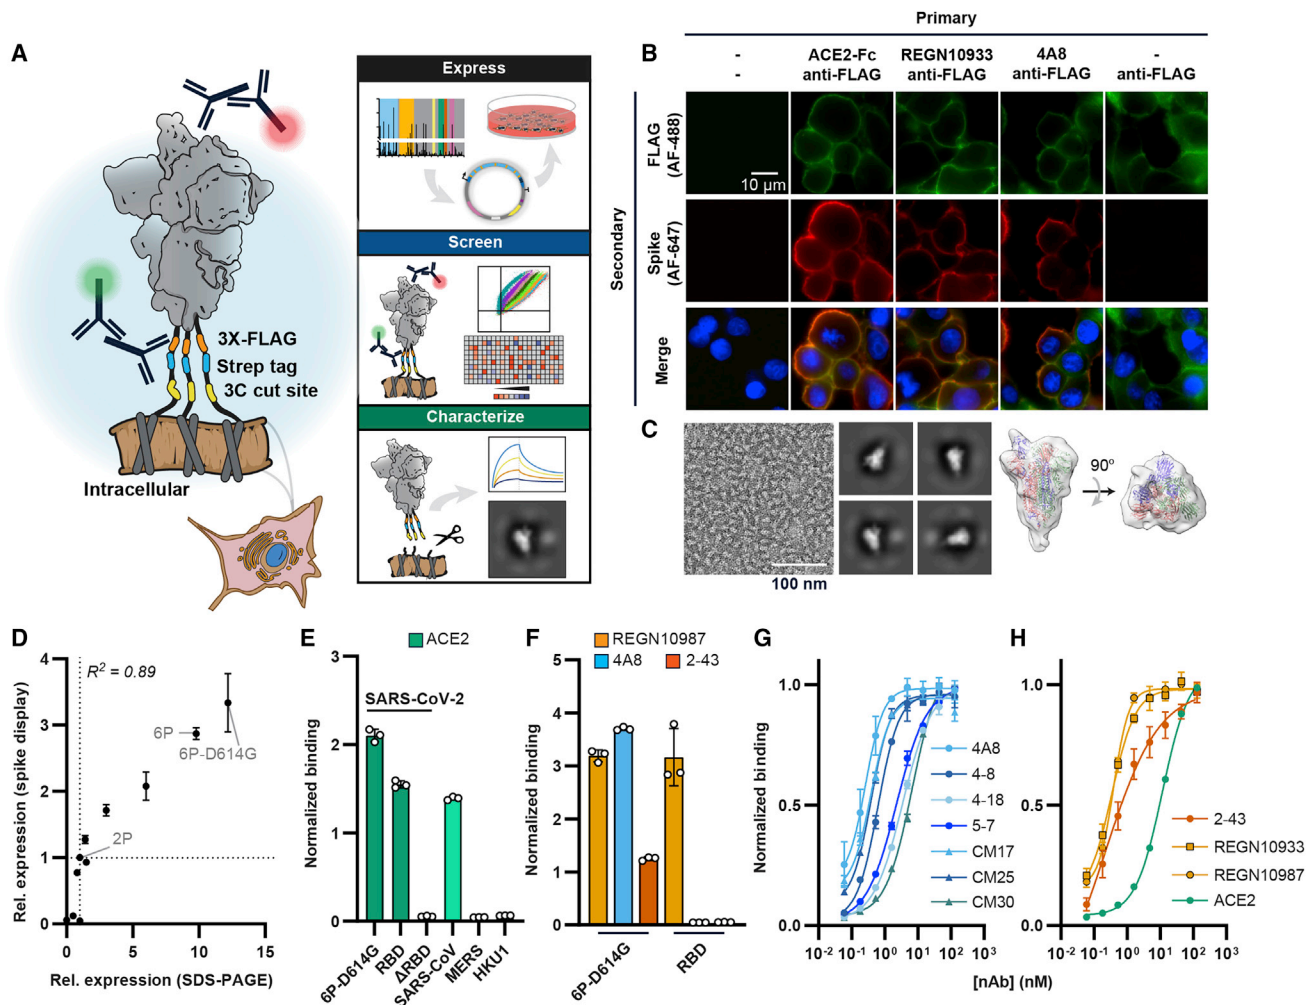 A
3X-FLAG
Strep tag
3C cut site
Intracellular
Express
Screen
Characterize
B
Primary
-
-
ACE2-Fc
anti-FLAG
REGN10933
anti-FLAG
4A8
anti-FLAG
-
anti-FLAG
Secondary
FLAG
(AF-488)
10 μm
Spike
(AF-647)
Merge
C
100 nm
90°
D
Rel. expression (spike display)
4
3
2
1
0
R² = 0.89
6P
6P-D614G
2P
0
5
10
15
Rel. expression (SDS-PAGE)
E
ACE2
Normalized binding
3
2
1
0
SARS-CoV-2
6P-D614G
RBD
ΔRBD
SARS-CoV
MERS
HKU1
F
REGN10987
4A8
2-43
Normalized binding
5
4
3
2
1
0
6P-D614G
RBD
G
Normalized binding
1.0
0.5
0.0
4A8
4-8
4-18
5-7
CM17
CM25
CM30
10⁻² 10⁻¹ 10⁰ 10¹ 10² 10³
H
1.0
0.5
0.0
2-43
REGN10933
REGN10987
ACE2
10⁻² 10⁻¹ 10⁰ 10¹ 10² 10³
[nAb] (nM)